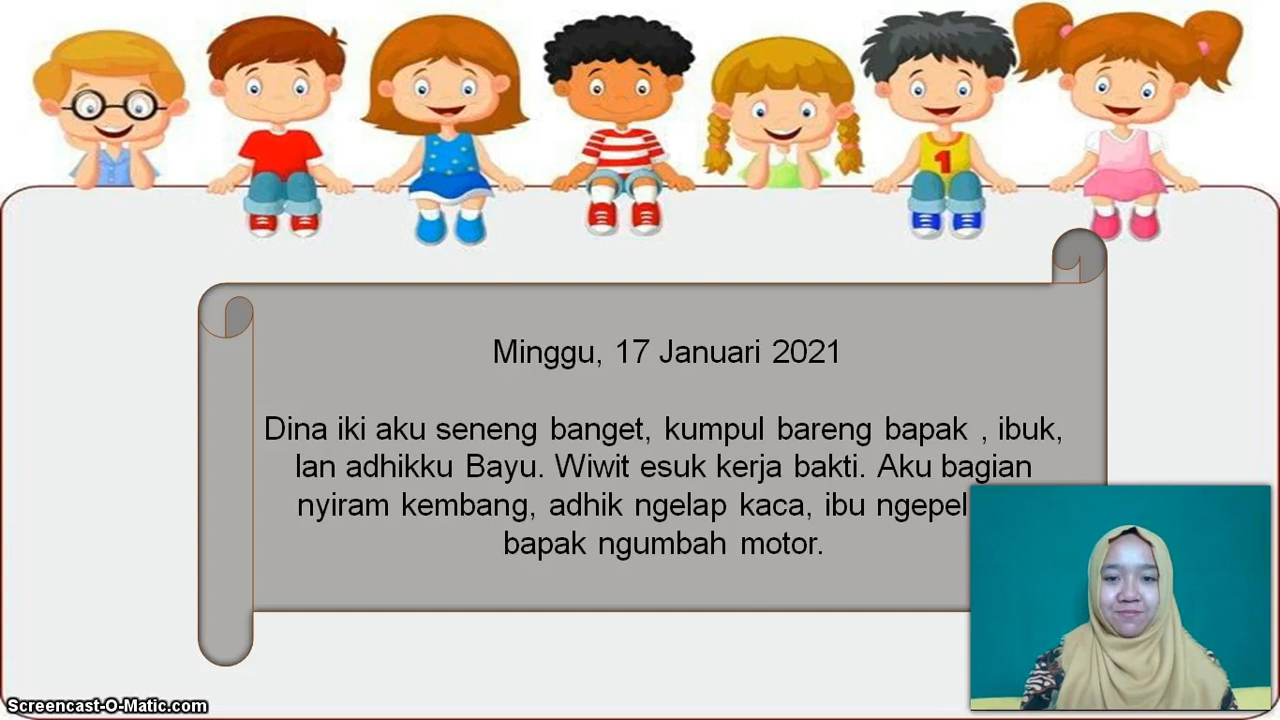 Minggu, 17 Januari 2021
Dina iki aku seneng banget, kumpul bareng bapak , ibuk,
lan adhikku Bayu. Wiwit esuk kerja bakti. Aku bagian
nyiram kembang, adhik ngelap kaca, ibu ngepel
bapak ngumbah motor.
1
Screencast-O-Matic.com